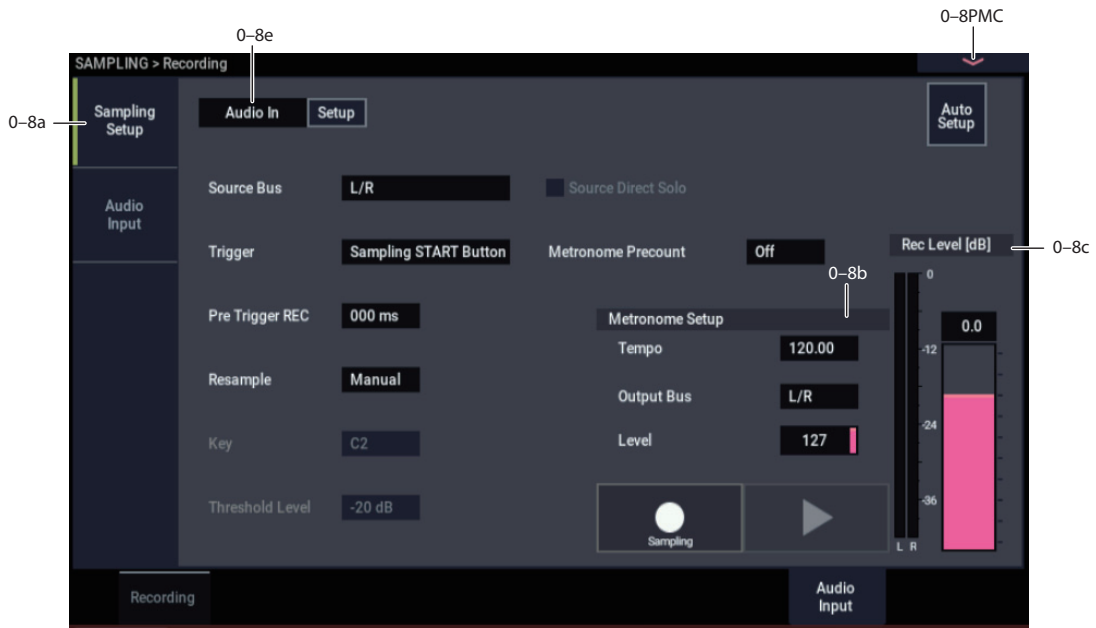 0–8PMC
0–8e
SAMPLING > Recording
0–8a
Sampling
Setup
Audio In
Setup
Auto
Setup
Audio
Input
Source Bus
L/R
Source Direct Solo
Trigger
Sampling START Button
Metronome Precount
Off
Rec Level [dB]
0–8c
0–8b
0
Pre Trigger REC
000 ms
Metronome Setup
0.0
Tempo
120.00
-12
Resample
Manual
Output Bus
L/R
-24
Key
C2
Level
127
Threshold Level
-20 dB
-36
Sampling
L R
Recording
Audio
Input